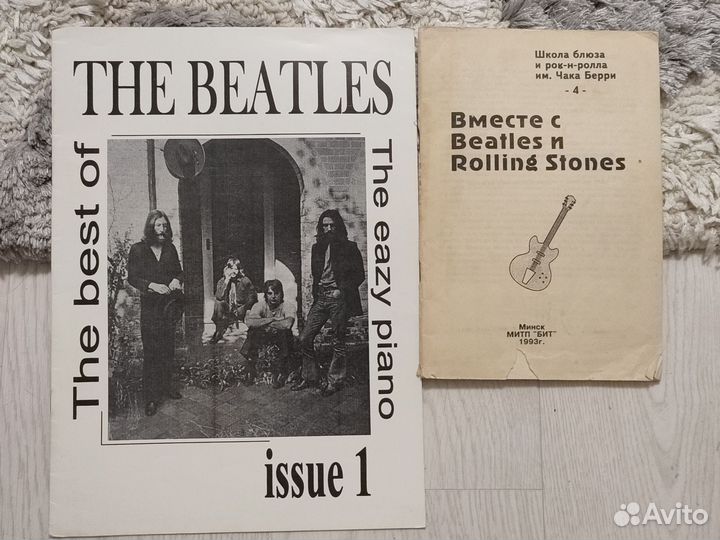 THE BEATLES
The best of
The eazy piano
issue 1
Школа блюза
и рок-н-ролла
им. Чака Берри
- 4 -
Вместе с
Beatles и
Rolling Stones
Минск
МИТП "БИТ"
1993г.
Avito